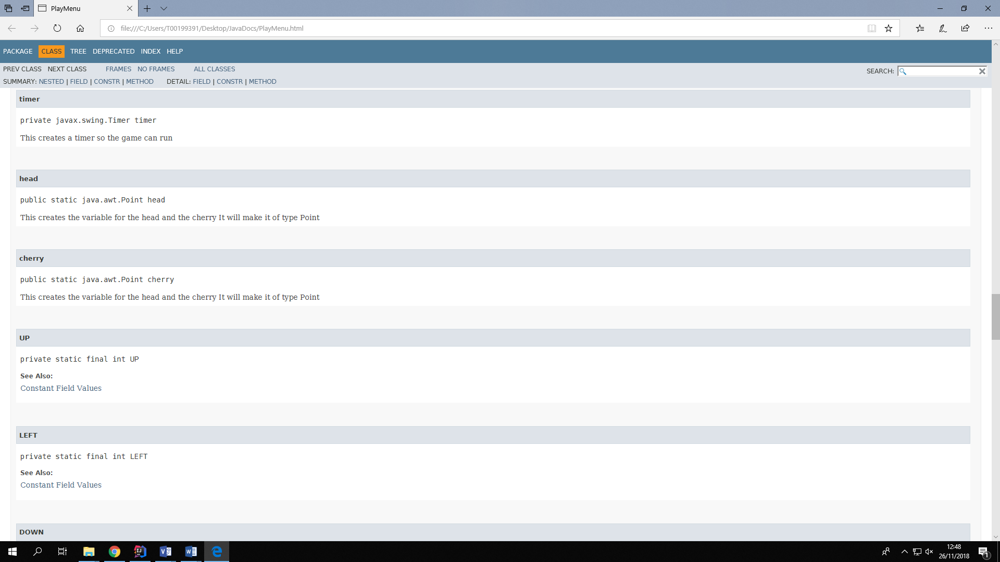 PlayMenu
file:///C:/Users/T00199391/Desktop/JavaDocs/PlayMenu.html
PACKAGE CLASS TREE DEPRECATED INDEX HELP
PREV CLASS NEXT CLASS FRAMES NO FRAMES ALL CLASSES
SEARCH:
SUMMARY: NESTED | FIELD | CONSTR | METHOD DETAIL: FIELD | CONSTR | METHOD
timer
private javax.swing.Timer timer
This creates a timer so the game can run
head
public static java.awt.Point head
This creates the variable for the head and the cherry It will make it of type Point
cherry
public static java.awt.Point cherry
This creates the variable for the head and the cherry It will make it of type Point
UP
private static final int UP
See Also:
Constant Field Values
LEFT
private static final int LEFT
See Also:
Constant Field Values
DOWN
12:48
26/11/2018
1